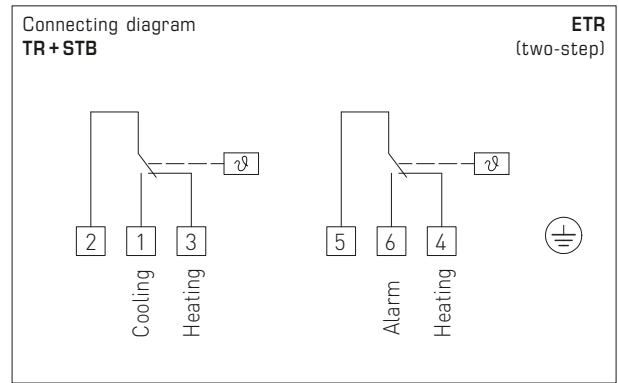 Connecting diagram
TR+STB
ETR
(two-step)
ϑ
ϑ
2 1 3
5 6 4
Cooling
Heating
Alarm
Heating